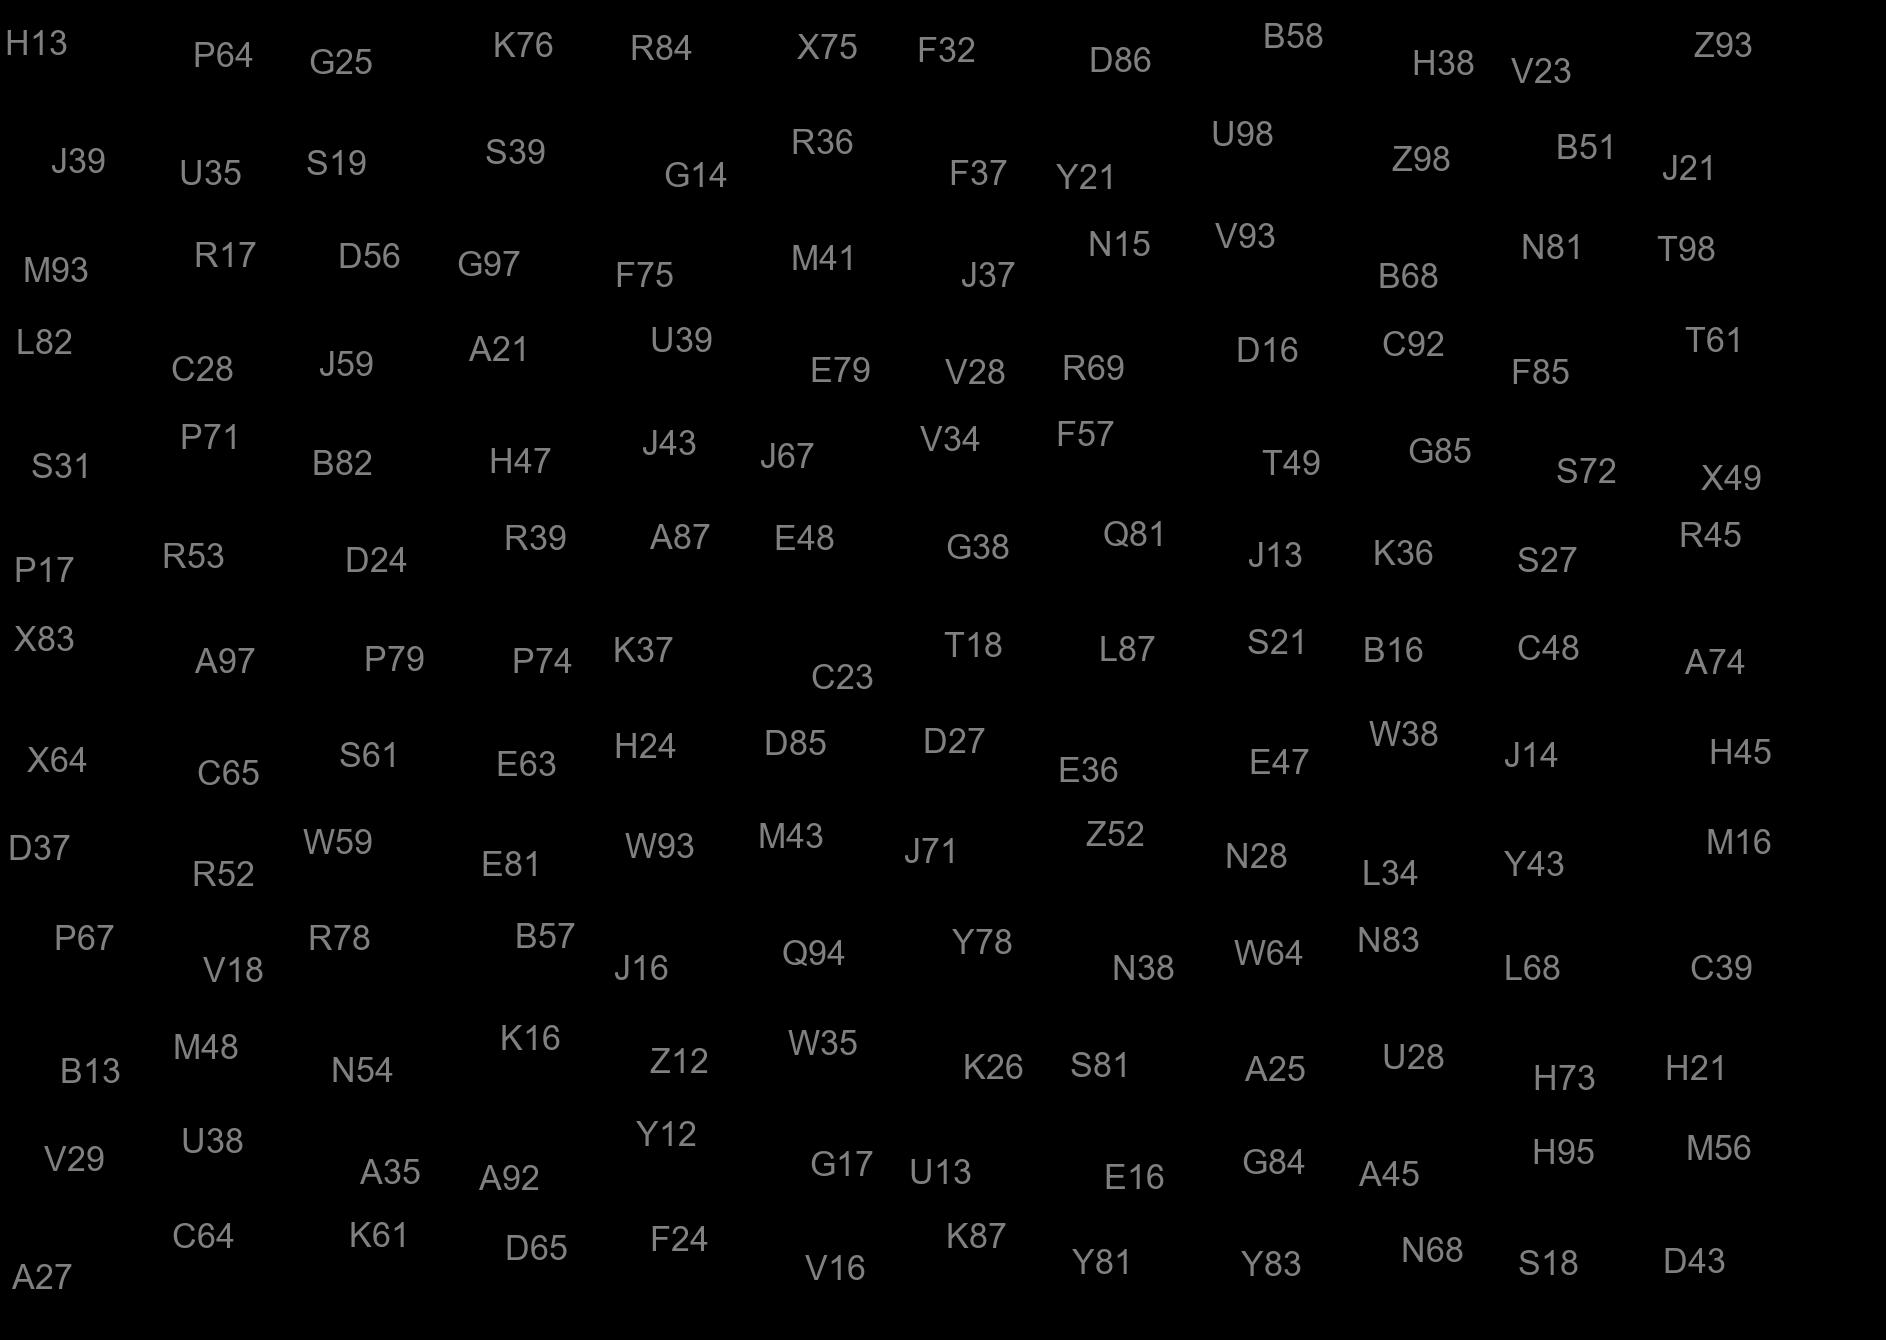 H13 P64 G25 K76 R84 X75 F32 D86 B58 H38 V23 Z93
J39 U35 S19 S39 G14 R36 F37 Y21 U98 Z98 B51 J21
M93 R17 D56 G97 F75 M41 J37 N15 V93 B68 N81 T98
L82 C28 J59 A21 U39 E79 V28 R69 D16 C92 F85 T61
S31 P71 B82 H47 J43 J67 V34 F57 T49 G85 S72 X49
P17 R53 D24 R39 A87 E48 G38 Q81 J13 K36 S27 R45
X83 A97 P79 P74 K37 C23 T18 L87 S21 B16 C48 A74
X64 C65 S61 E63 H24 D85 D27 E36 E47 W38 J14 H45
D37 R52 W59 E81 W93 M43 J71 Z52 N28 L34 Y43 M16
P67 V18 R78 B57 J16 Q94 Y78 N38 W64 N83 L68 C39
B13 M48 N54 K16 Z12 W35 K26 S81 A25 U28 H73 H21
V29 U38 A35 A92 Y12 G17 U13 E16 G84 A45 H95 M56
A27 C64 K61 D65 F24 V16 K87 Y81 Y83 N68 S18 D43